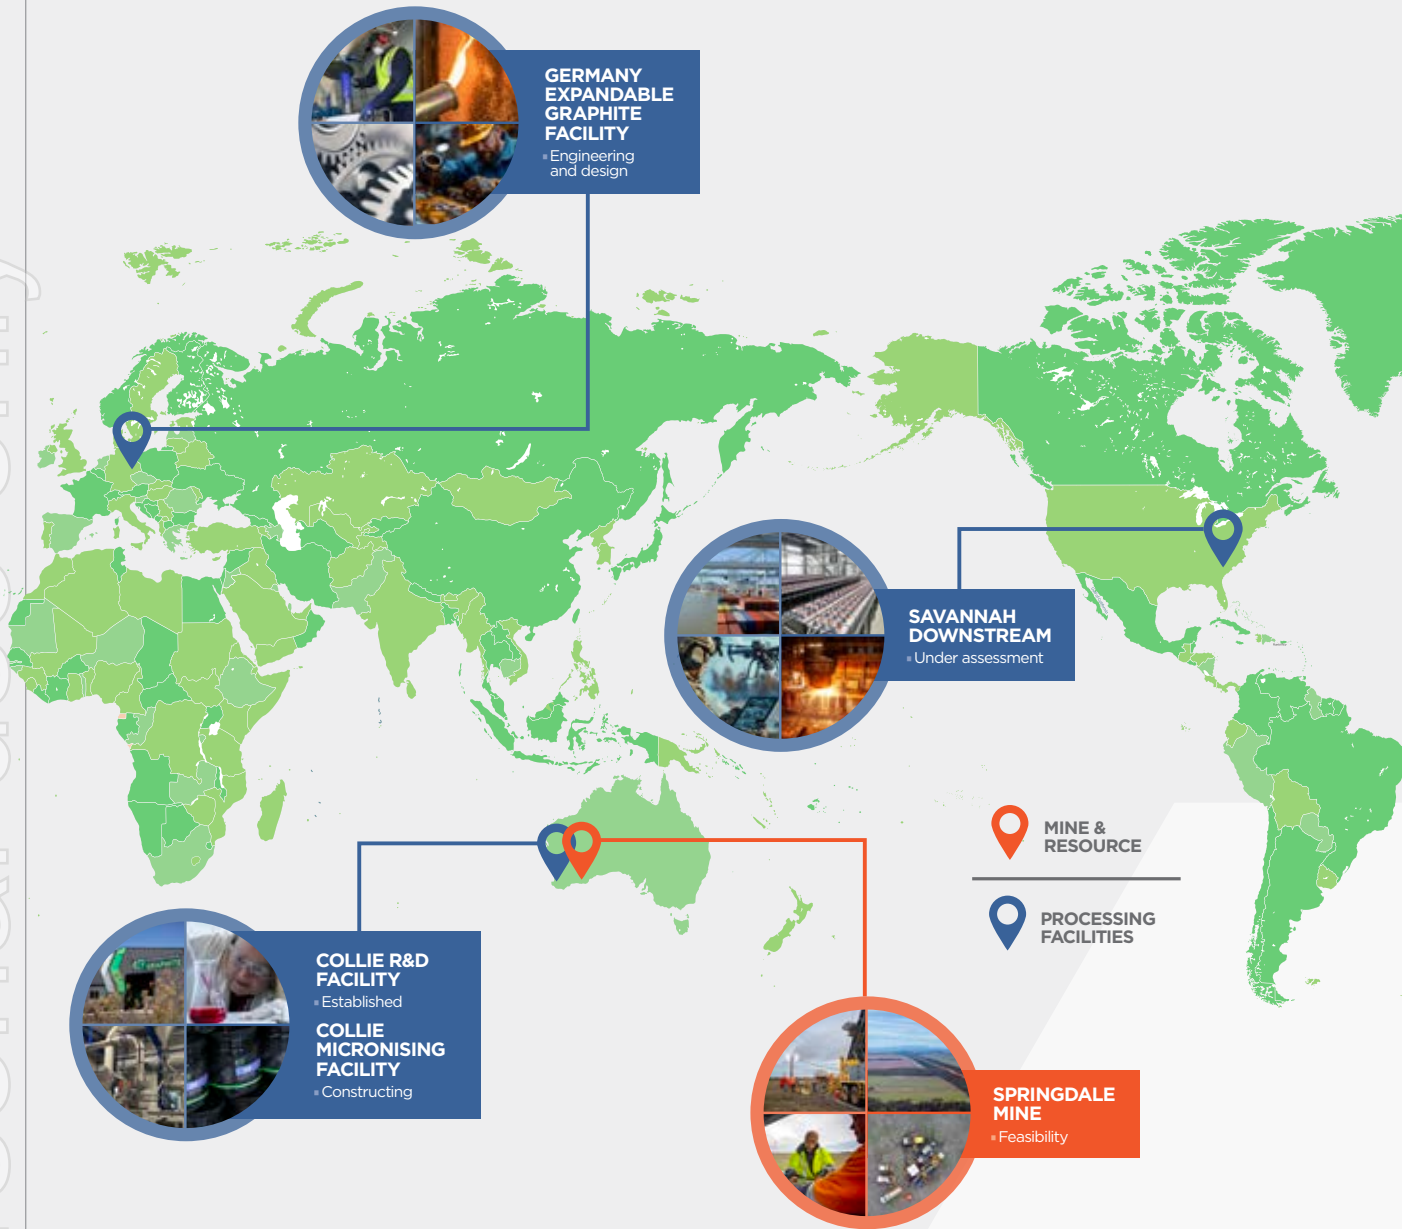 GERMANY
EXPANDABLE
GRAPHITE
FACILITY
▪ Engineering
and design
SAVANNAH
DOWNSTREAM
▪ Under assessment
MINE &
RESOURCE
PROCESSING
FACILITIES
COLLIE R&D
FACILITY
▪ Established
COLLIE
MICRONISING
FACILITY
▪ Constructing
SPRINGDALE
MINE
▪ Feasibility